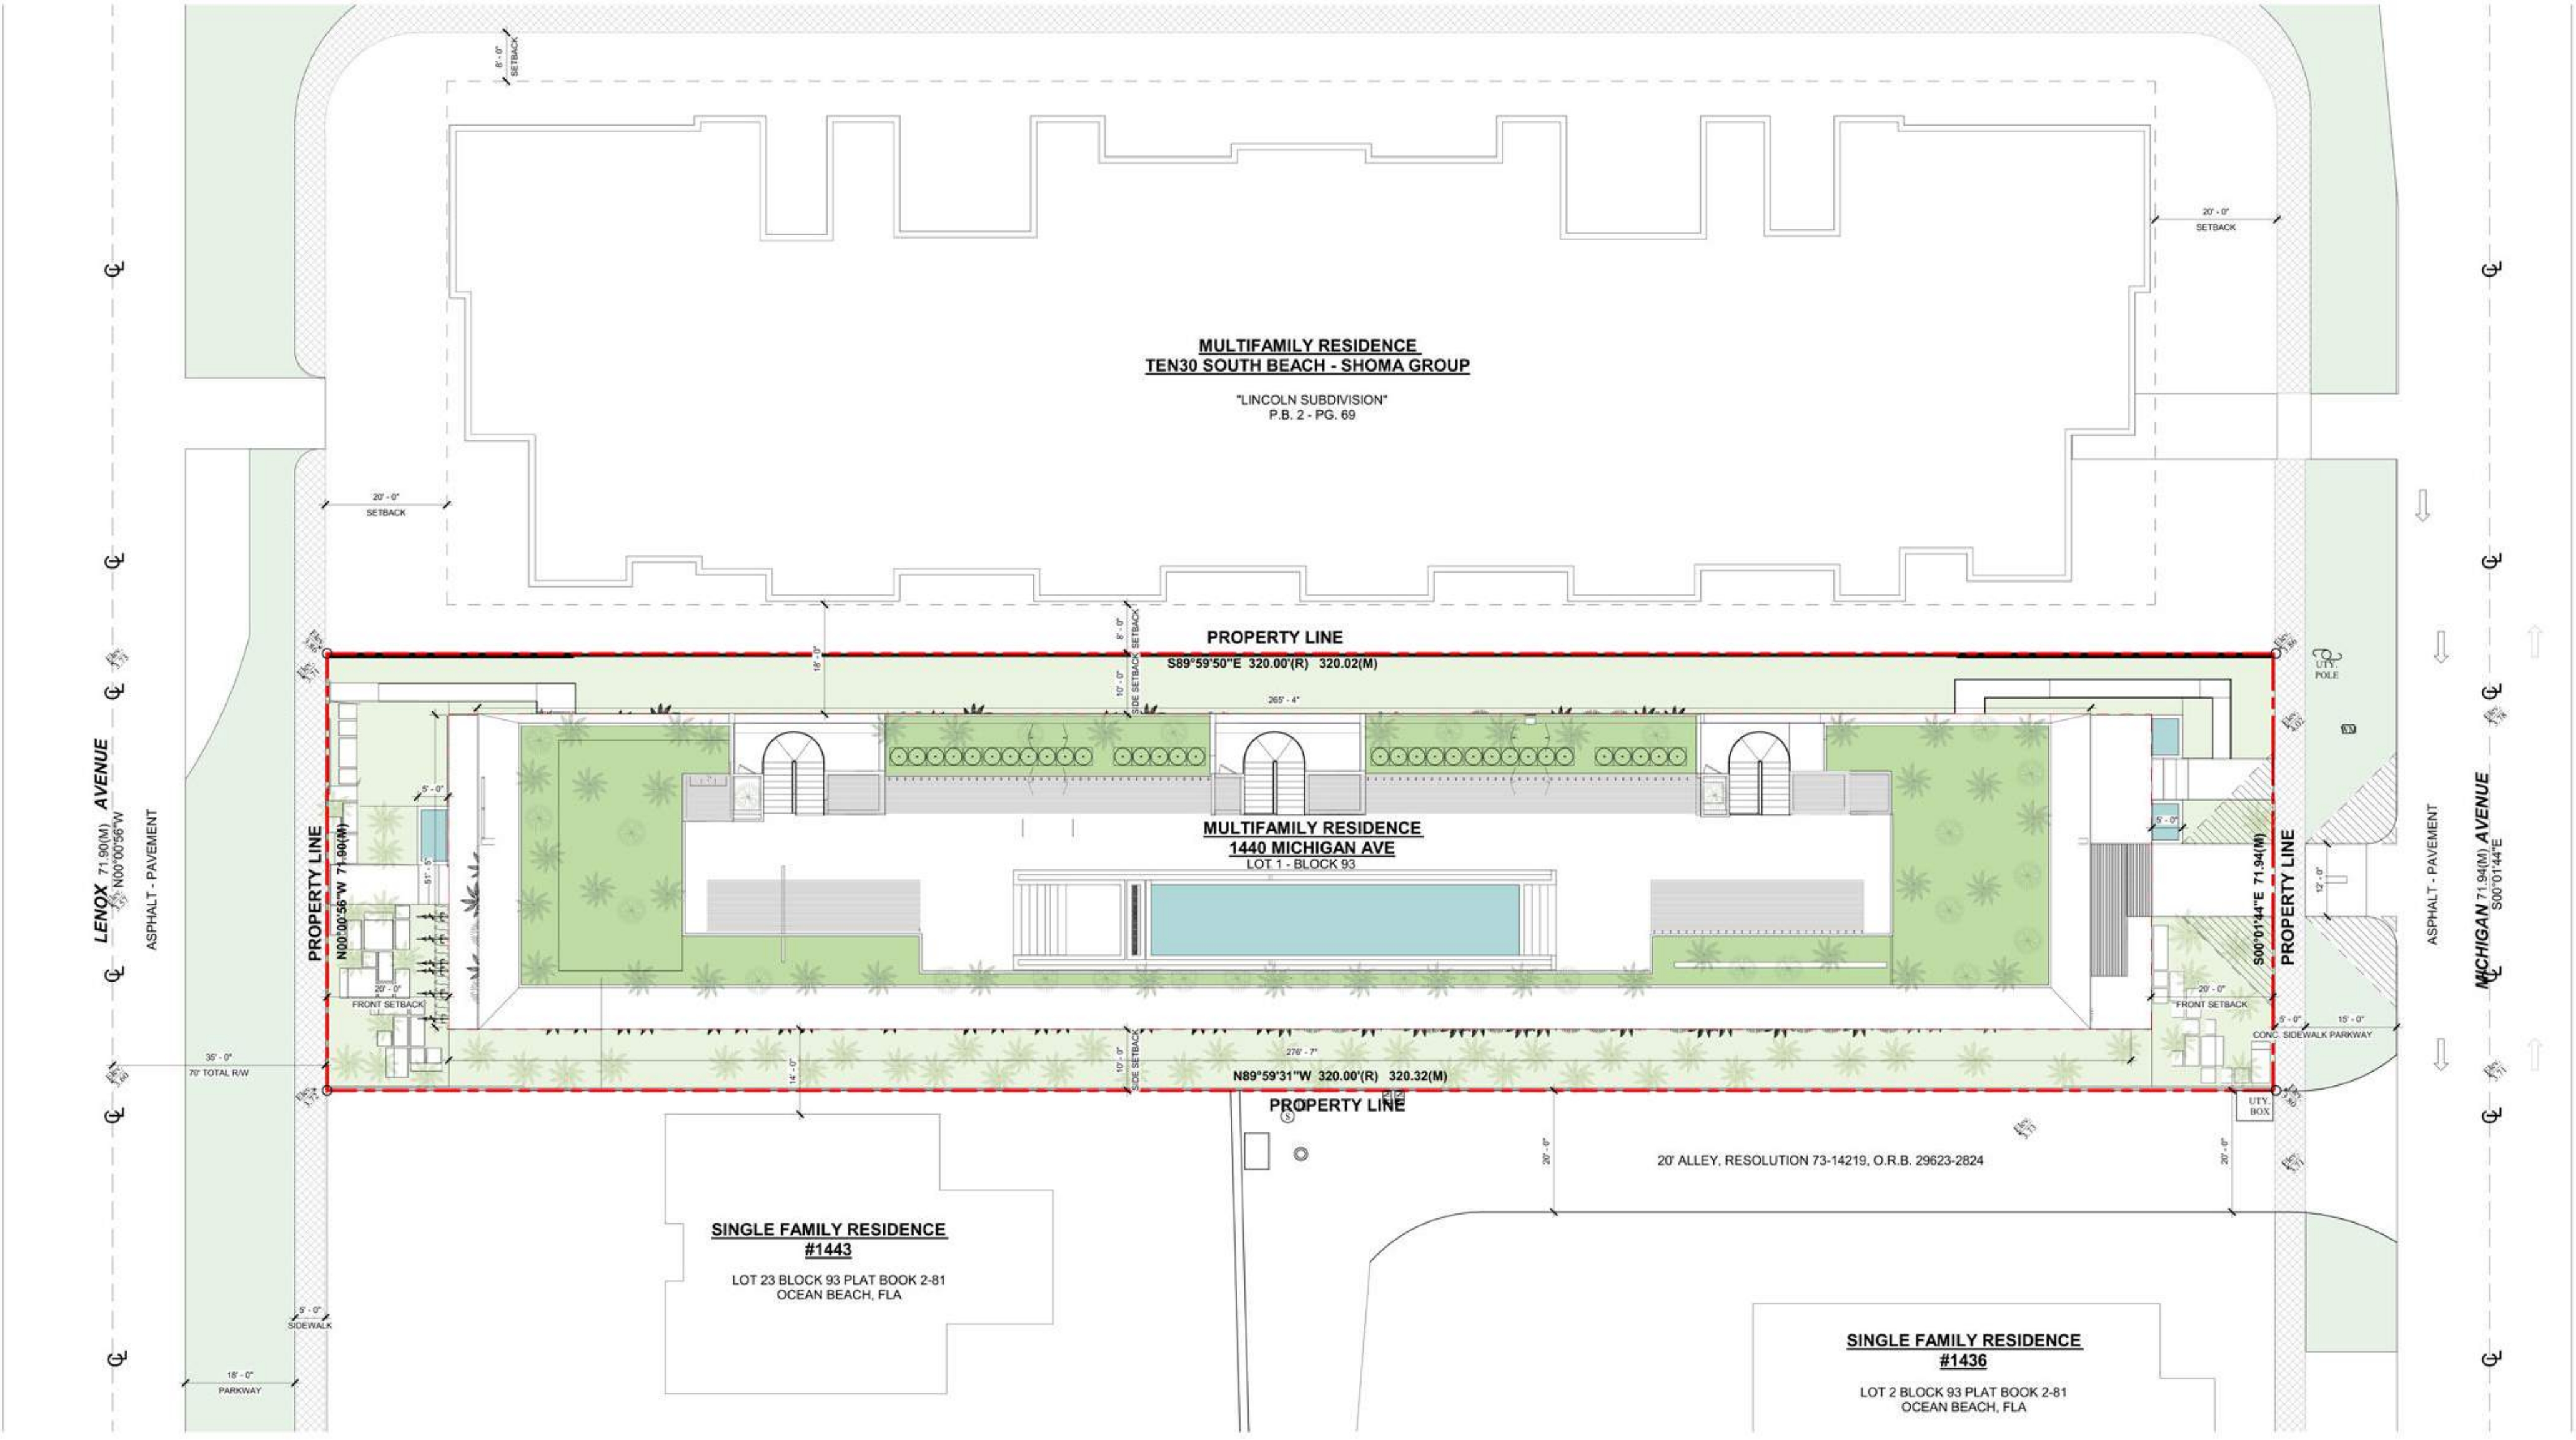 8' - 0"
SETBACK
20' - 0"
SETBACK
MULTIFAMILY RESIDENCE
TEN30 SOUTH BEACH - SHOMA GROUP
"LINCOLN SUBDIVISION"
P.B. 2 - PG. 69
20' - 0"
SETBACK
18' - 0"
8' - 0"
SIDE SETBACK
SETBACK
10' - 0"
PROPERTY LINE
S89°59'50"E 320.00'(R) 320.02(M)
265' - 4"
UTY.
POLE
WM
LENOX AVENUE
71.90(M)
N00°00'56"W
ASPHALT - PAVEMENT
PROPERTY LINE
N00°00'56"W 71.90(M)
5' - 0"
51' - 5"
MULTIFAMILY RESIDENCE
1440 MICHIGAN AVE
LOT 1 - BLOCK 93
5' - 0"
S00°01'44"E 71.94(M)
PROPERTY LINE
12' - 0"
ASPHALT - PAVEMENT
MICHIGAN AVENUE
71.94(M)
S00°01'44"E
20' - 0"
FRONT SETBACK
20' - 0"
FRONT SETBACK
5' - 0"
15' - 0"
CONC. SIDEWALK PARKWAY
35' - 0"
70' TOTAL R/W
14' - 0"
10' - 0"
SIDE SETBACK
276' - 7"
N89°59'31"W 320.00'(R) 320.32(M)
PROPERTY LINE
S
UTY.
BOX
20' - 0"
20' ALLEY, RESOLUTION 73-14219, O.R.B. 29623-2824
20' - 0"
SINGLE FAMILY RESIDENCE
#1443
LOT 23 BLOCK 93 PLAT BOOK 2-81
OCEAN BEACH, FLA
5' - 0"
SIDEWALK
18' - 0"
PARKWAY
SINGLE FAMILY RESIDENCE
#1436
LOT 2 BLOCK 93 PLAT BOOK 2-81
OCEAN BEACH, FLA